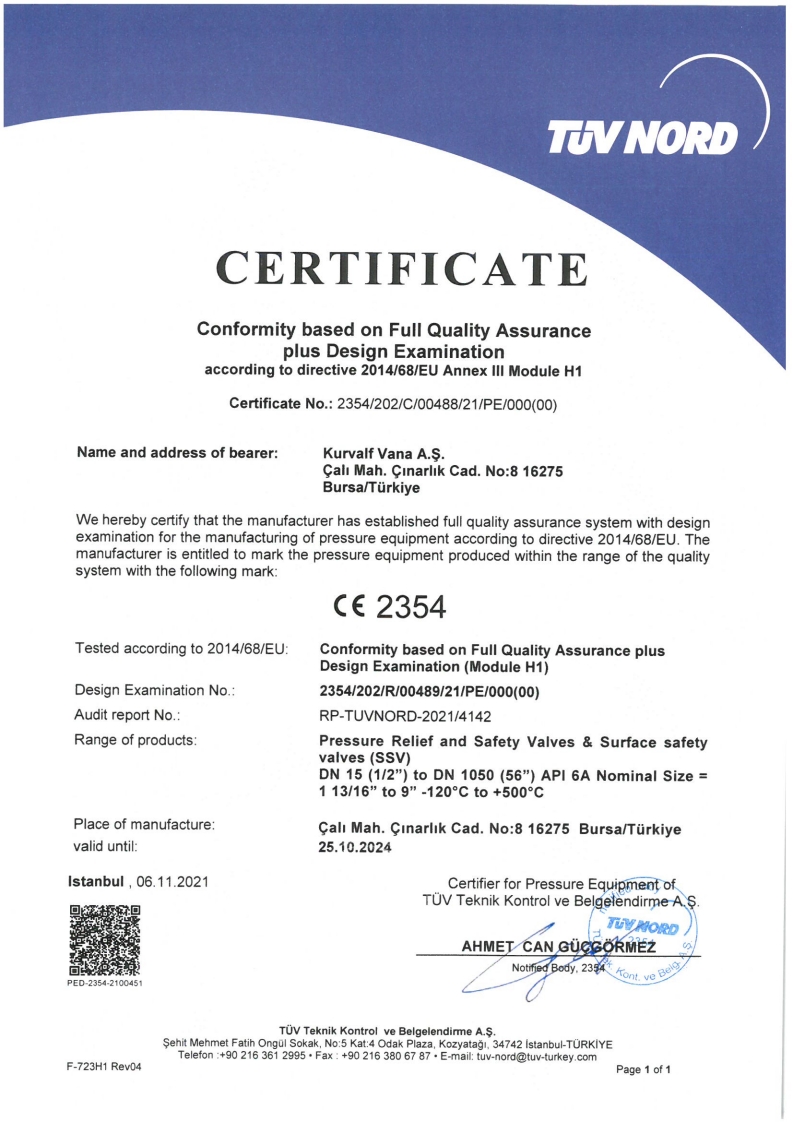 TÜV NORD
CERTIFICATE
Conformity based on Full Quality Assurance
plus Design Examination
according to directive 2014/68/EU Annex III Module H1
Certificate No.: 2354/202/C/00488/21/PE/000(00)
Name and address of bearer:
Kurvalf Vana A.Ş.
Çalı Mah. Çınarlık Cad. No:8 16275
Bursa/Türkiye
We hereby certify that the manufacturer has established full quality assurance system with design
examination for the manufacturing of pressure equipment according to directive 2014/68/EU. The
manufacturer is entitled to mark the pressure equipment produced within the range of the quality
system with the following mark:
CE 2354
Tested according to 2014/68/EU: Conformity based on Full Quality Assurance plus
Design Examination (Module H1)
Design Examination No.: 2354/202/R/00489/21/PE/000(00)
Audit report No.: RP-TUVNORD-2021/4142
Range of products: Pressure Relief and Safety Valves & Surface safety
valves (SSV)
DN 15 (1/2") to DN 1050 (56") API 6A Nominal Size =
1 13/16" to 9" -120°C to +500°C
Place of manufacture: Çalı Mah. Çınarlık Cad. No:8 16275 Bursa/Türkiye
valid until: 25.10.2024
Istanbul , 06.11.2021
Certifier for Pressure Equipment of
TÜV Teknik Kontrol ve Belgelendirme A.Ş.
TÜV NORD
2354
AHMET CAN GÜÇGÖRMEZ
Notified Body, 2354
Kont. ve Belg. A.Ş.
PED-2354-2100451
TÜV Teknik Kontrol ve Belgelendirme A.Ş.
Şehit Mehmet Fatih Ongül Sokak, No:5 Kat:4 Odak Plaza, Kozyatağı, 34742 İstanbul-TÜRKİYE
Telefon :+90 216 361 2995 • Fax : +90 216 380 67 87 • E-mail: tuv-nord@tuv-turkey.com
F-723H1 Rev04
Page 1 of 1